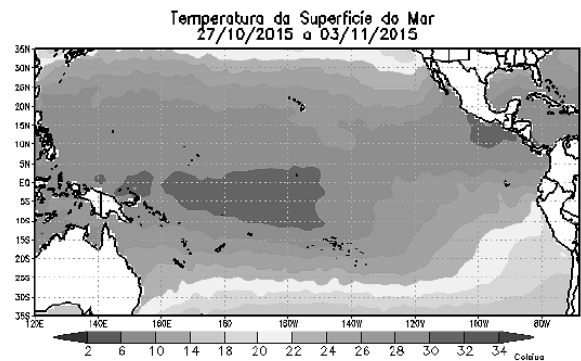 Temperatura da Superficie do Mar
27/10/2015 a 03/11/2015
35N
30N
25N
20N
15N
10N
5N
EQ
5S
10S
15S
20S
25S
30S
35S
120E 140E 160E 180 160W 140W 120W 100W 80W
2 6 10 14 18 20 22 24 26 28 30 32 34
Celsius